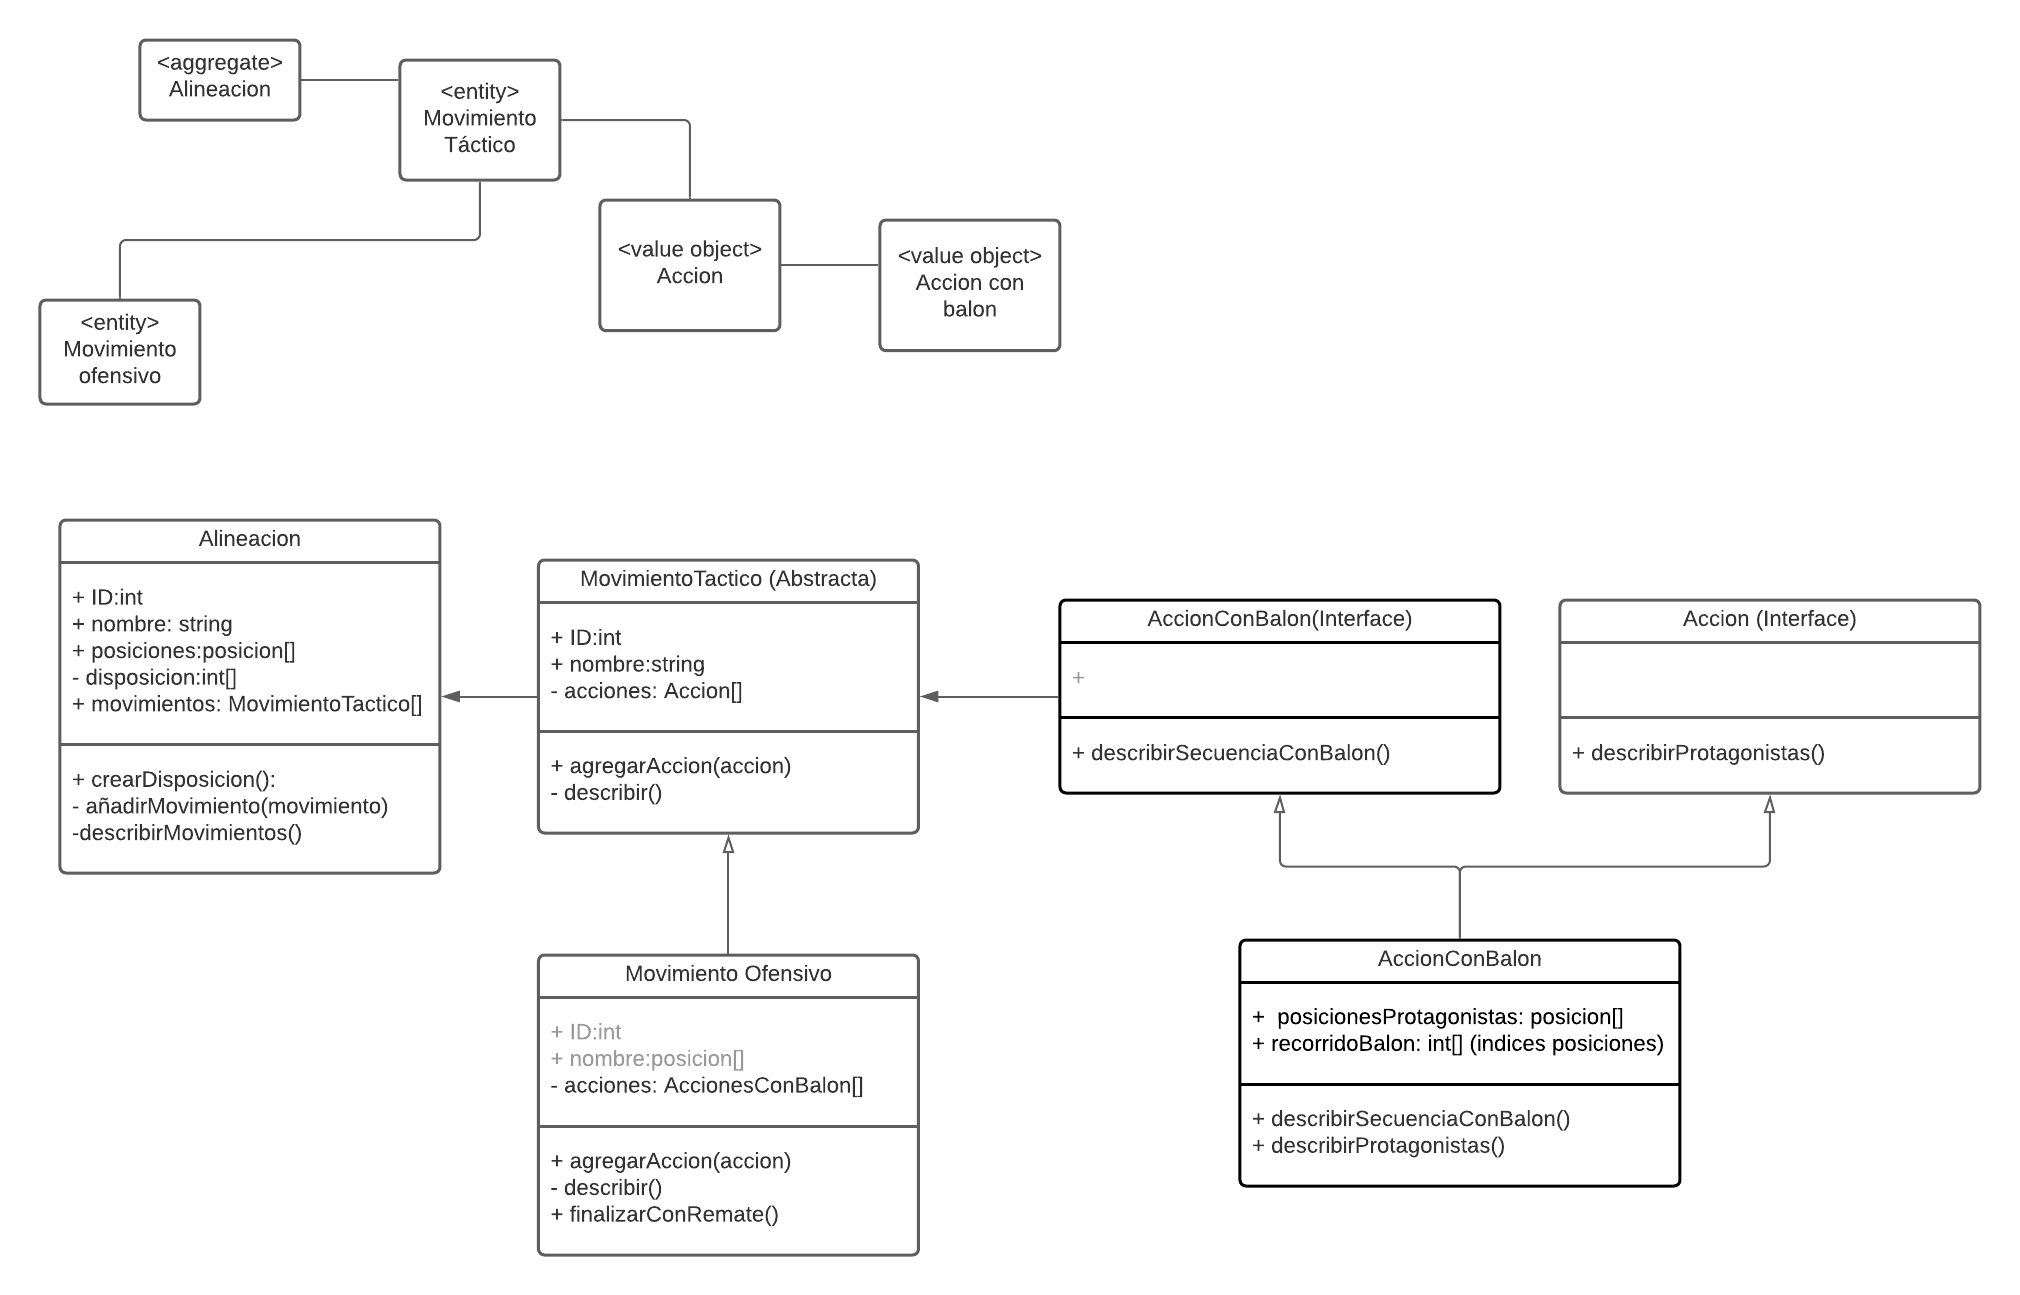 <aggregate>
Alineacion
<entity>
Movimiento
Táctico
<value object>
Accion
<value object>
Accion con
balon
<entity>
Movimiento
ofensivo
Alineacion
+ ID:int
+ nombre: string
+ posiciones:posicion[]
- disposicion:int[]
+ movimientos: MovimientoTactico[]
+ crearDisposicion():
- añadirMovimiento(movimiento)
-describirMovimientos()
MovimientoTactico (Abstracta)
+ ID:int
+ nombre:string
- acciones: Accion[]
+ agregarAccion(accion)
- describir()
AccionConBalon(Interface)
+
+ describirSecuenciaConBalon()
Accion (Interface)
+ describirProtagonistas()
Movimiento Ofensivo
+ ID:int
+ nombre:posicion[]
- acciones: AccionesConBalon[]
+ agregarAccion(accion)
- describir()
+ finalizarConRemate()
AccionConBalon
+  posicionesProtagonistas: posicion[]
+ recorridoBalon: int[] (indices posiciones)
+ describirSecuenciaConBalon()
+ describirProtagonistas()